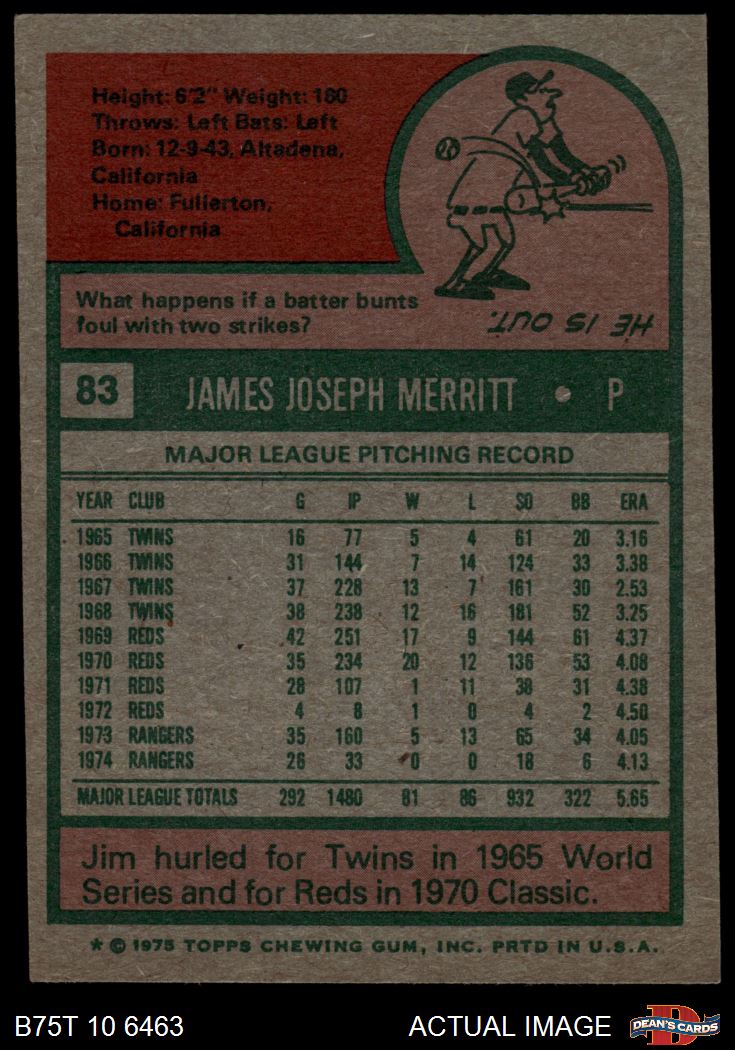 Height: 6'2" Weight: 180
Throws: Left Bats: Left
Born: 12-9-43, Altadena,
California
Home: Fullerton,
California
What happens if a batter bunts
foul with two strikes?
HE IS OUT.
83 JAMES JOSEPH MERRITT • P
MAJOR LEAGUE PITCHING RECORD
YEAR CLUB G IP W L SO BB ERA
1965 TWINS 16 77 5 4 61 20 3.16
1966 TWINS 31 144 7 14 124 33 3.38
1967 TWINS 37 228 13 7 161 30 2.53
1968 TWINS 38 238 12 16 181 52 3.25
1969 REDS 42 251 17 9 144 61 4.37
1970 REDS 35 234 20 12 136 53 4.08
1971 REDS 28 107 1 11 38 31 4.38
1972 REDS 4 8 1 0 4 2 4.50
1973 RANGERS 35 160 5 13 65 34 4.05
1974 RANGERS 26 33 0 0 18 6 4.13
MAJOR LEAGUE TOTALS 292 1480 81 86 932 322 5.65
Jim hurled for Twins in 1965 World
Series and for Reds in 1970 Classic.
* © 1975 TOPPS CHEWING GUM, INC. PRTD IN U.S.A.
B75T 10 6463 ACTUAL IMAGE DEAN'S CARDS